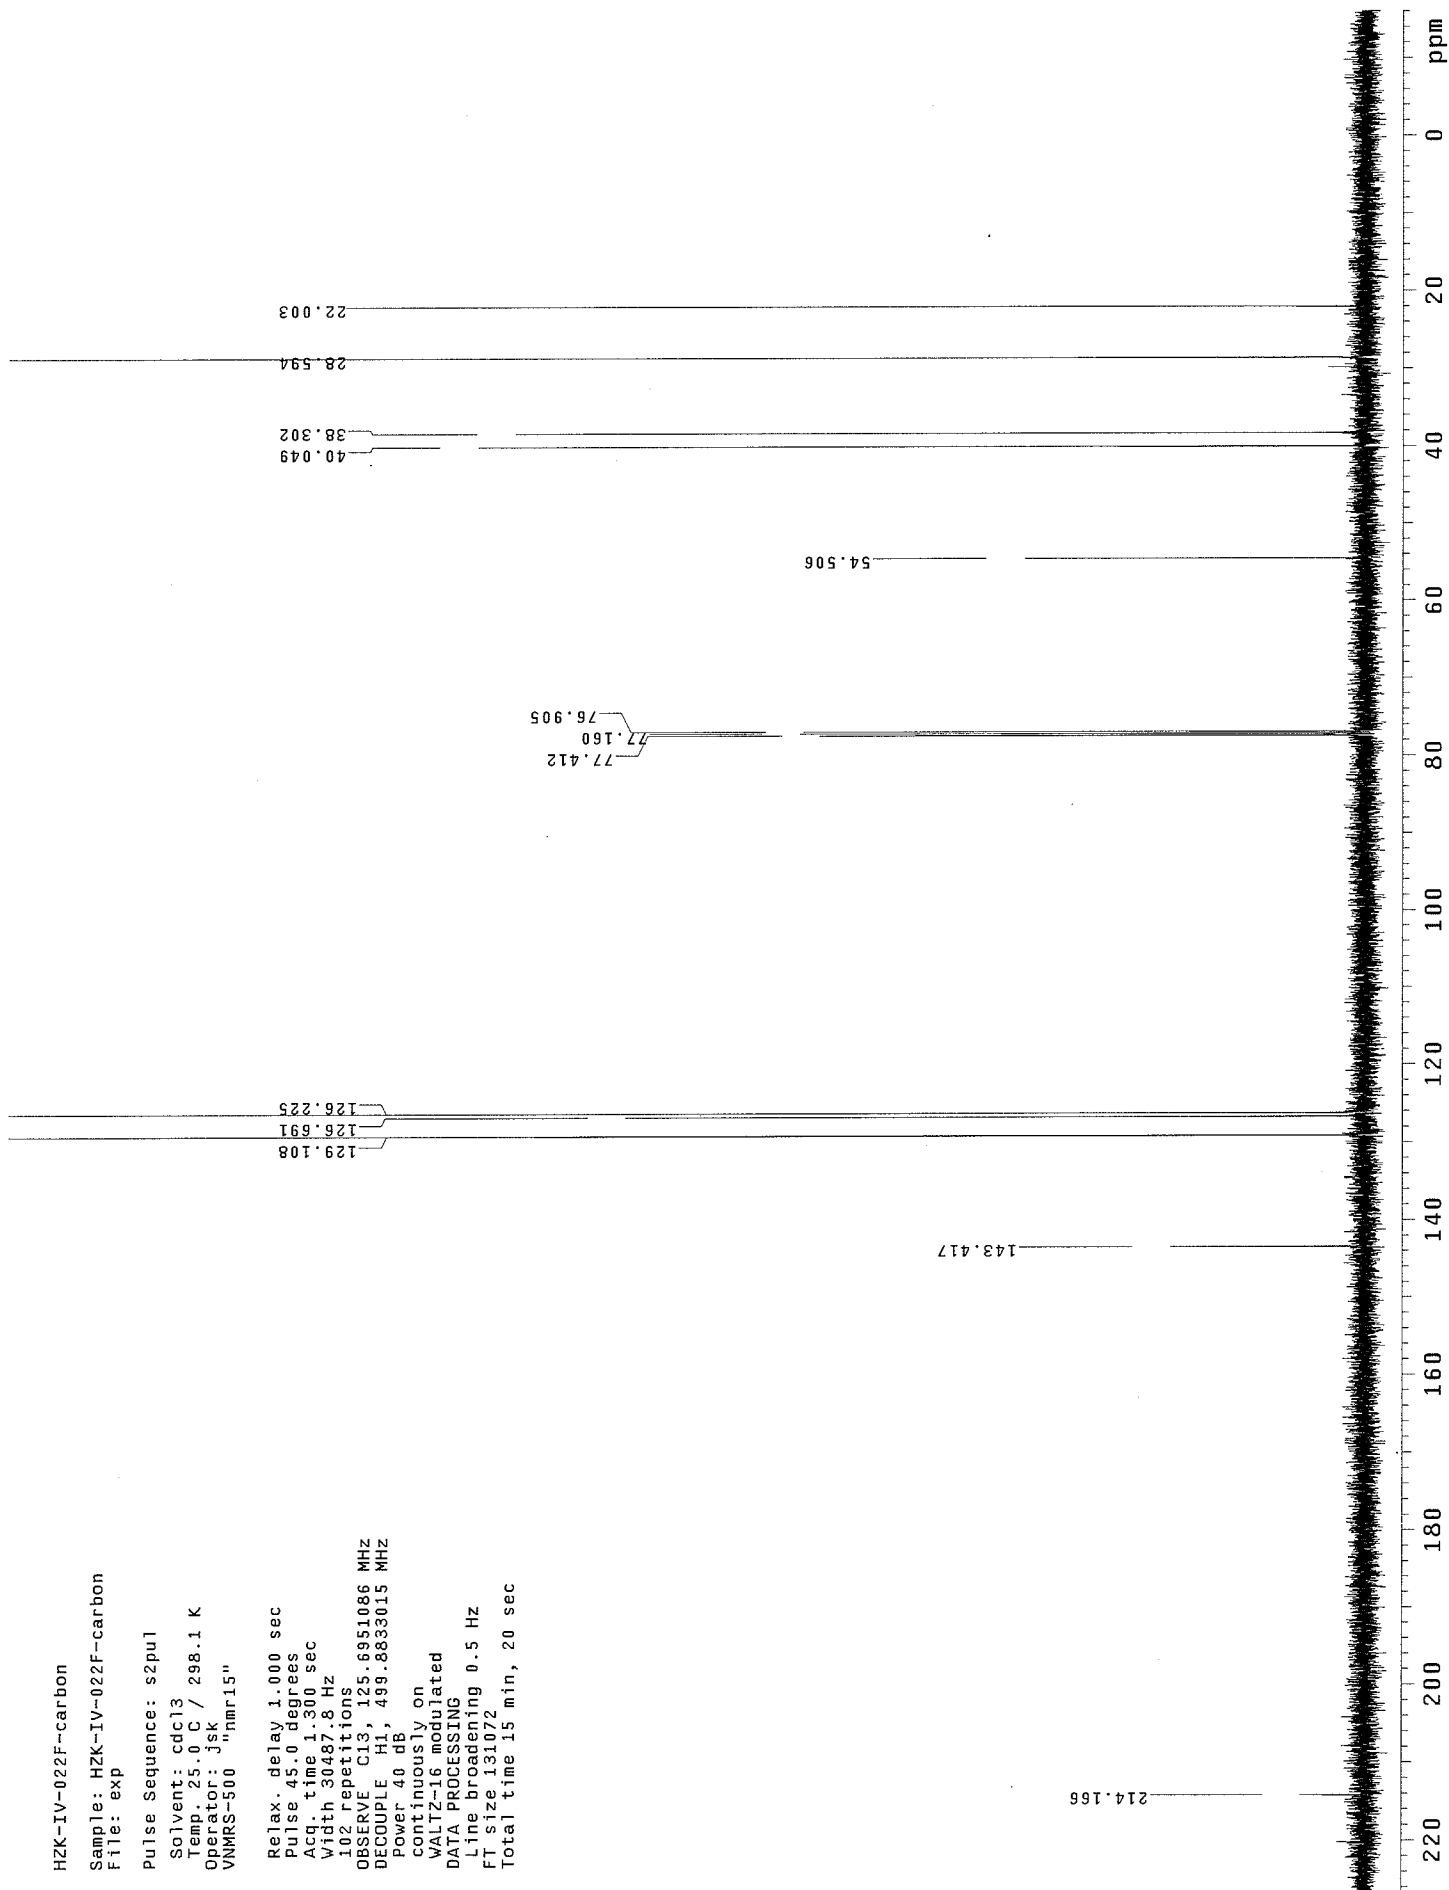 HZK-IV-022F-carbon
Sample: HZK-IV-022F-carbon
File: exp
Pulse Sequence: s2pul
Solvent: cdcl3
Temp. 25.0 C / 298.1 K
Operator: jsk
VNMRS-500 "nmr15"
Relax. delay 1.000 sec
Pulse 45.0 degrees
Acq. time 1.300 sec
Width 30487.8 Hz
102 repetitions
OBSERVE C13, 125.6951086 MHz
DECOUPLE H1, 499.8833015 MHz
Power 40 dB
continuously on
WALTZ-16 modulated
DATA PROCESSING
Line broadening 0.5 Hz
FT size 131072
Total time 15 min, 20 sec
214.166
143.417
129.108
126.691
126.225
77.412
77.160
76.905
54.506
40.049
38.302
28.594
22.003
220 200 180 160 140 120 100 80 60 40 20 0 ppm